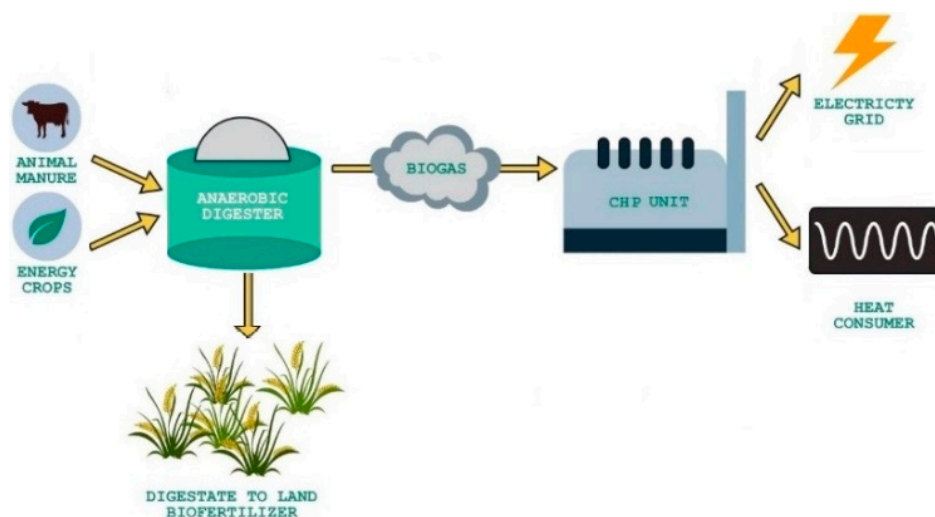 ANIMAL
MANURE
ENERGY
CROPS
ANAEROBIC
DIGESTER
BIOGAS
CHP UNIT
ELECTRICTY
GRID
HEAT
CONSUMER
DIGESTATE TO LAND
BIOFERTILIZER